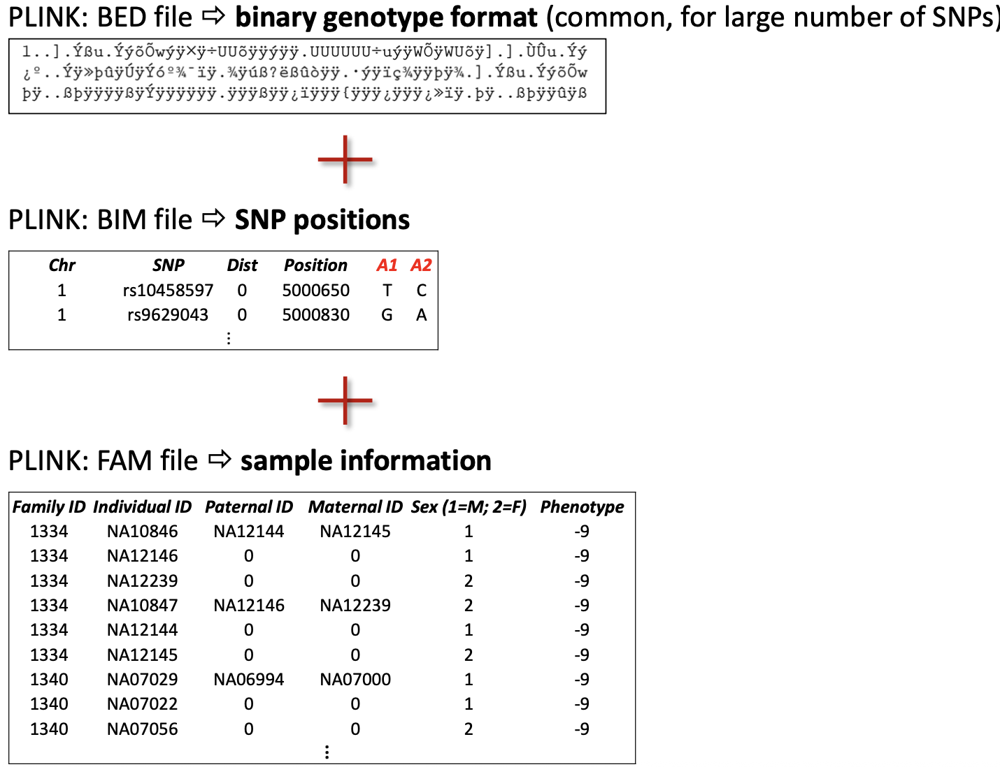 PLINK: BED file ⇨ binary genotype format (common, for large number of SNPs)
l..].Ýßu.ÝýõÕwýÿ×ÿ÷UUõÿÿýÿÿ.UUUUUU÷uýÿWÕÿWUõÿ].].ÙÛu.Ýý
¿º..Ýÿ»þûÿÚÿÝóº¾¯ïÿ.¾ÿúß?ëßûòÿÿ.·ýÿïç¾ÿÿþÿ¾.].Ýßu.ÝýõÕw
þÿ..ßþÿÿÿÿßÿÝÿÿÿÿÿÿ.ÿÿÿßÿÿ¿ïÿÿÿ{ÿÿÿ¿ÿÿÿ¿»ïÿ.þÿ..ßþÿÿûÿß
PLINK: BIM file ⇨ SNP positions
Chr SNP Dist Position A1 A2
1 rs10458597 0 5000650 T C
1 rs9629043 0 5000830 G A
⋮
PLINK: FAM file ⇨ sample information
Family ID Individual ID Paternal ID Maternal ID Sex (1=M; 2=F) Phenotype
1334 NA10846 NA12144 NA12145 1 -9
1334 NA12146 0 0 1 -9
1334 NA12239 0 0 2 -9
1334 NA10847 NA12146 NA12239 2 -9
1334 NA12144 0 0 1 -9
1334 NA12145 0 0 2 -9
1340 NA07029 NA06994 NA07000 1 -9
1340 NA07022 0 0 1 -9
1340 NA07056 0 0 2 -9
⋮